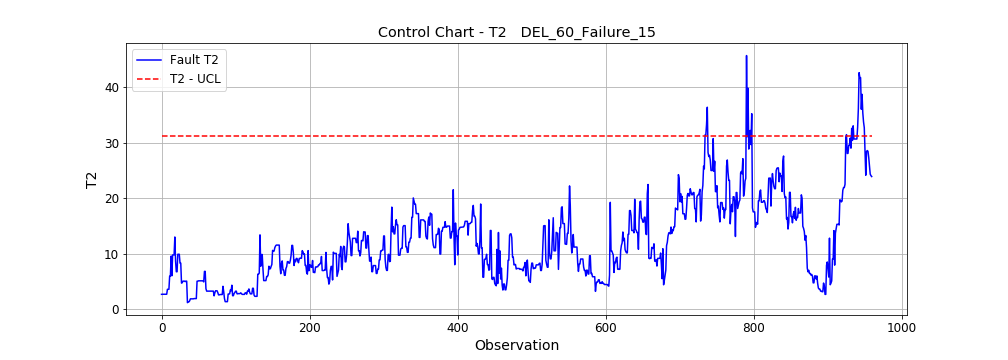 Control Chart - T2   DEL_60_Failure_15
Fault T2
T2 - UCL
T2
40
30
20
10
0
0 200 400 600 800 1000
Observation